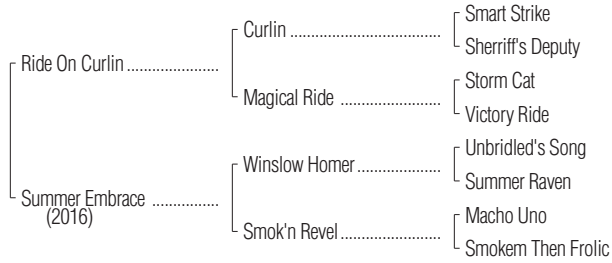 Smart Strike
Curlin
Sherriff's Deputy
Ride On Curlin
Storm Cat
Magical Ride
Victory Ride
Unbridled's Song
Winslow Homer
Summer Raven
Summer Embrace
(2016)
Macho Uno
Smok'n Revel
Smokem Then Frolic